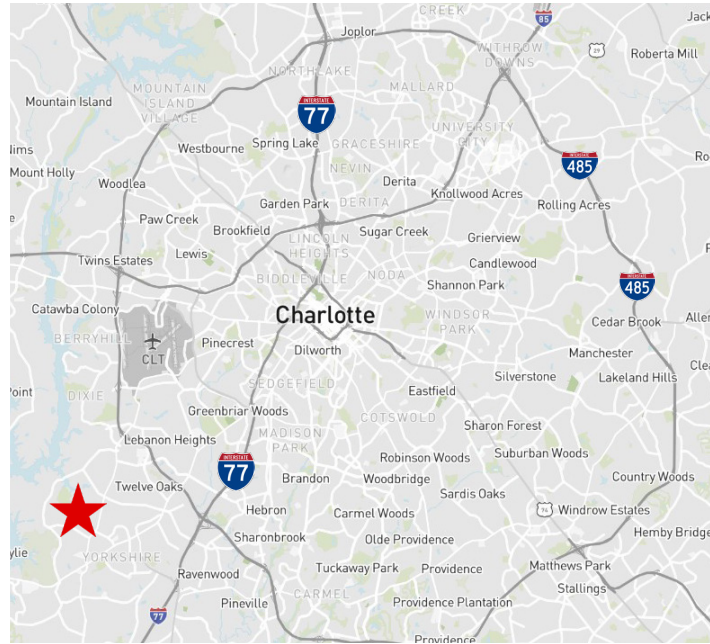 CREEK
Jack
INTERSTATE
85
Joplor
WITHROW
DOWNS
29
Roberta Mill
NORTHLAKE
MALLARD
MOUNTAIN
ISLAND
VILLAGE
Mountain Island
INTERSTATE
77
UNIVERSITY
CITY
Spring Lake
GRACESHIRE
Westbourne
Nims
NEVIN
INTERSTATE
485
Mount Holly
Woodlea
Derita
Knollwood Acres
Garden Park
DERITA
Rolling Acres
Paw Creek
Brookfield
Sugar Creek
LINCOLN
HEIGHTS
Grierview
Lewis
Twins Estates
Candlewood
BIDDLEVILLE
NODA
Shannon Park
INTERSTATE
485
Catawba Colony
Charlotte
WINDSOR
PARK
Allen
Cedar Brook
BERRYHILL
Pinecrest
CLT
Dilworth
Manchester
Clea
Silverstone
Lakeland Hills
Point
DIXIE
SEDGEFIELD
Eastfield
Greenbriar Woods
COTSWOLD
Sharon Forest
Lebanon Heights
MADISON
PARK
INTERSTATE
77
Robinson Woods
Suburban Woods
Twelve Oaks
Brandon
Woodbridge
Country Woods
Sardis Oaks
Hebron
Carmel Woods
74
Windrow Estates
Hemby Bridge
Sharonbrook
Olde Providence
ylie
YORKSHIRE
Matthews Park
Ravenwood
Tuckaway Park
Providence
Stallings
CARMEL
Pineville
Providence Plantation
77
Providence